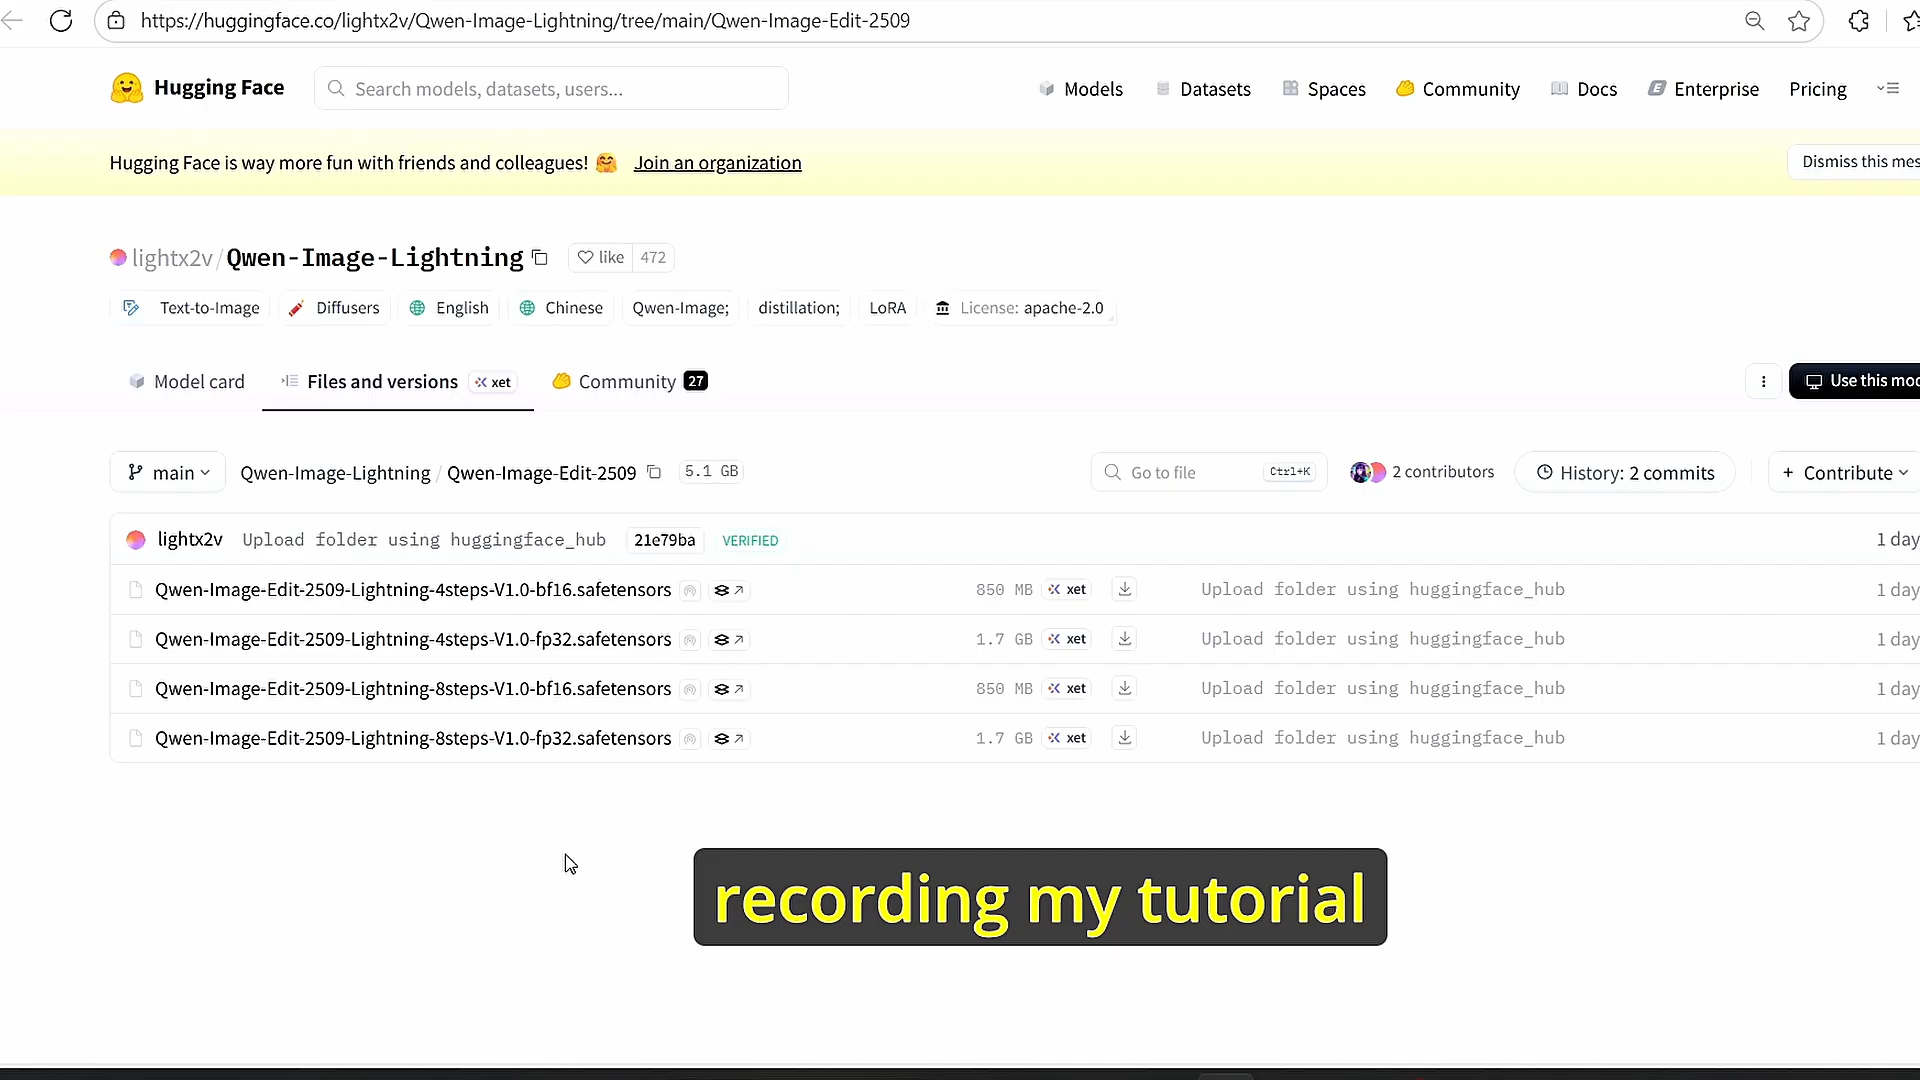 https://huggingface.co/lightx2v/Qwen-Image-Lightning/tree/main/Qwen-Image-Edit-2509
Hugging Face
Search models, datasets, users...
Models
Datasets
Spaces
Community
Docs
Enterprise
Pricing
Hugging Face is way more fun with friends and colleagues! 🤗 Join an organization
Dismiss this mes
lightx2v/Qwen-Image-Lightning
like 472
Text-to-Image
Diffusers
English
Chinese
Qwen-Image;
distillation;
LoRA
License: apache-2.0
Model card
Files and versions
xet
Community 27
Use this mod
main
Qwen-Image-Lightning / Qwen-Image-Edit-2509
5.1 GB
Go to file
Ctrl+K
2 contributors
History: 2 commits
+ Contribute
lightx2v Upload folder using huggingface_hub 21e79ba VERIFIED 1 day
Qwen-Image-Edit-2509-Lightning-4steps-V1.0-bf16.safetensors 850 MB xet Upload folder using huggingface_hub 1 day
Qwen-Image-Edit-2509-Lightning-4steps-V1.0-fp32.safetensors 1.7 GB xet Upload folder using huggingface_hub 1 day
Qwen-Image-Edit-2509-Lightning-8steps-V1.0-bf16.safetensors 850 MB xet Upload folder using huggingface_hub 1 day
Qwen-Image-Edit-2509-Lightning-8steps-V1.0-fp32.safetensors 1.7 GB xet Upload folder using huggingface_hub 1 day
recording my tutorial